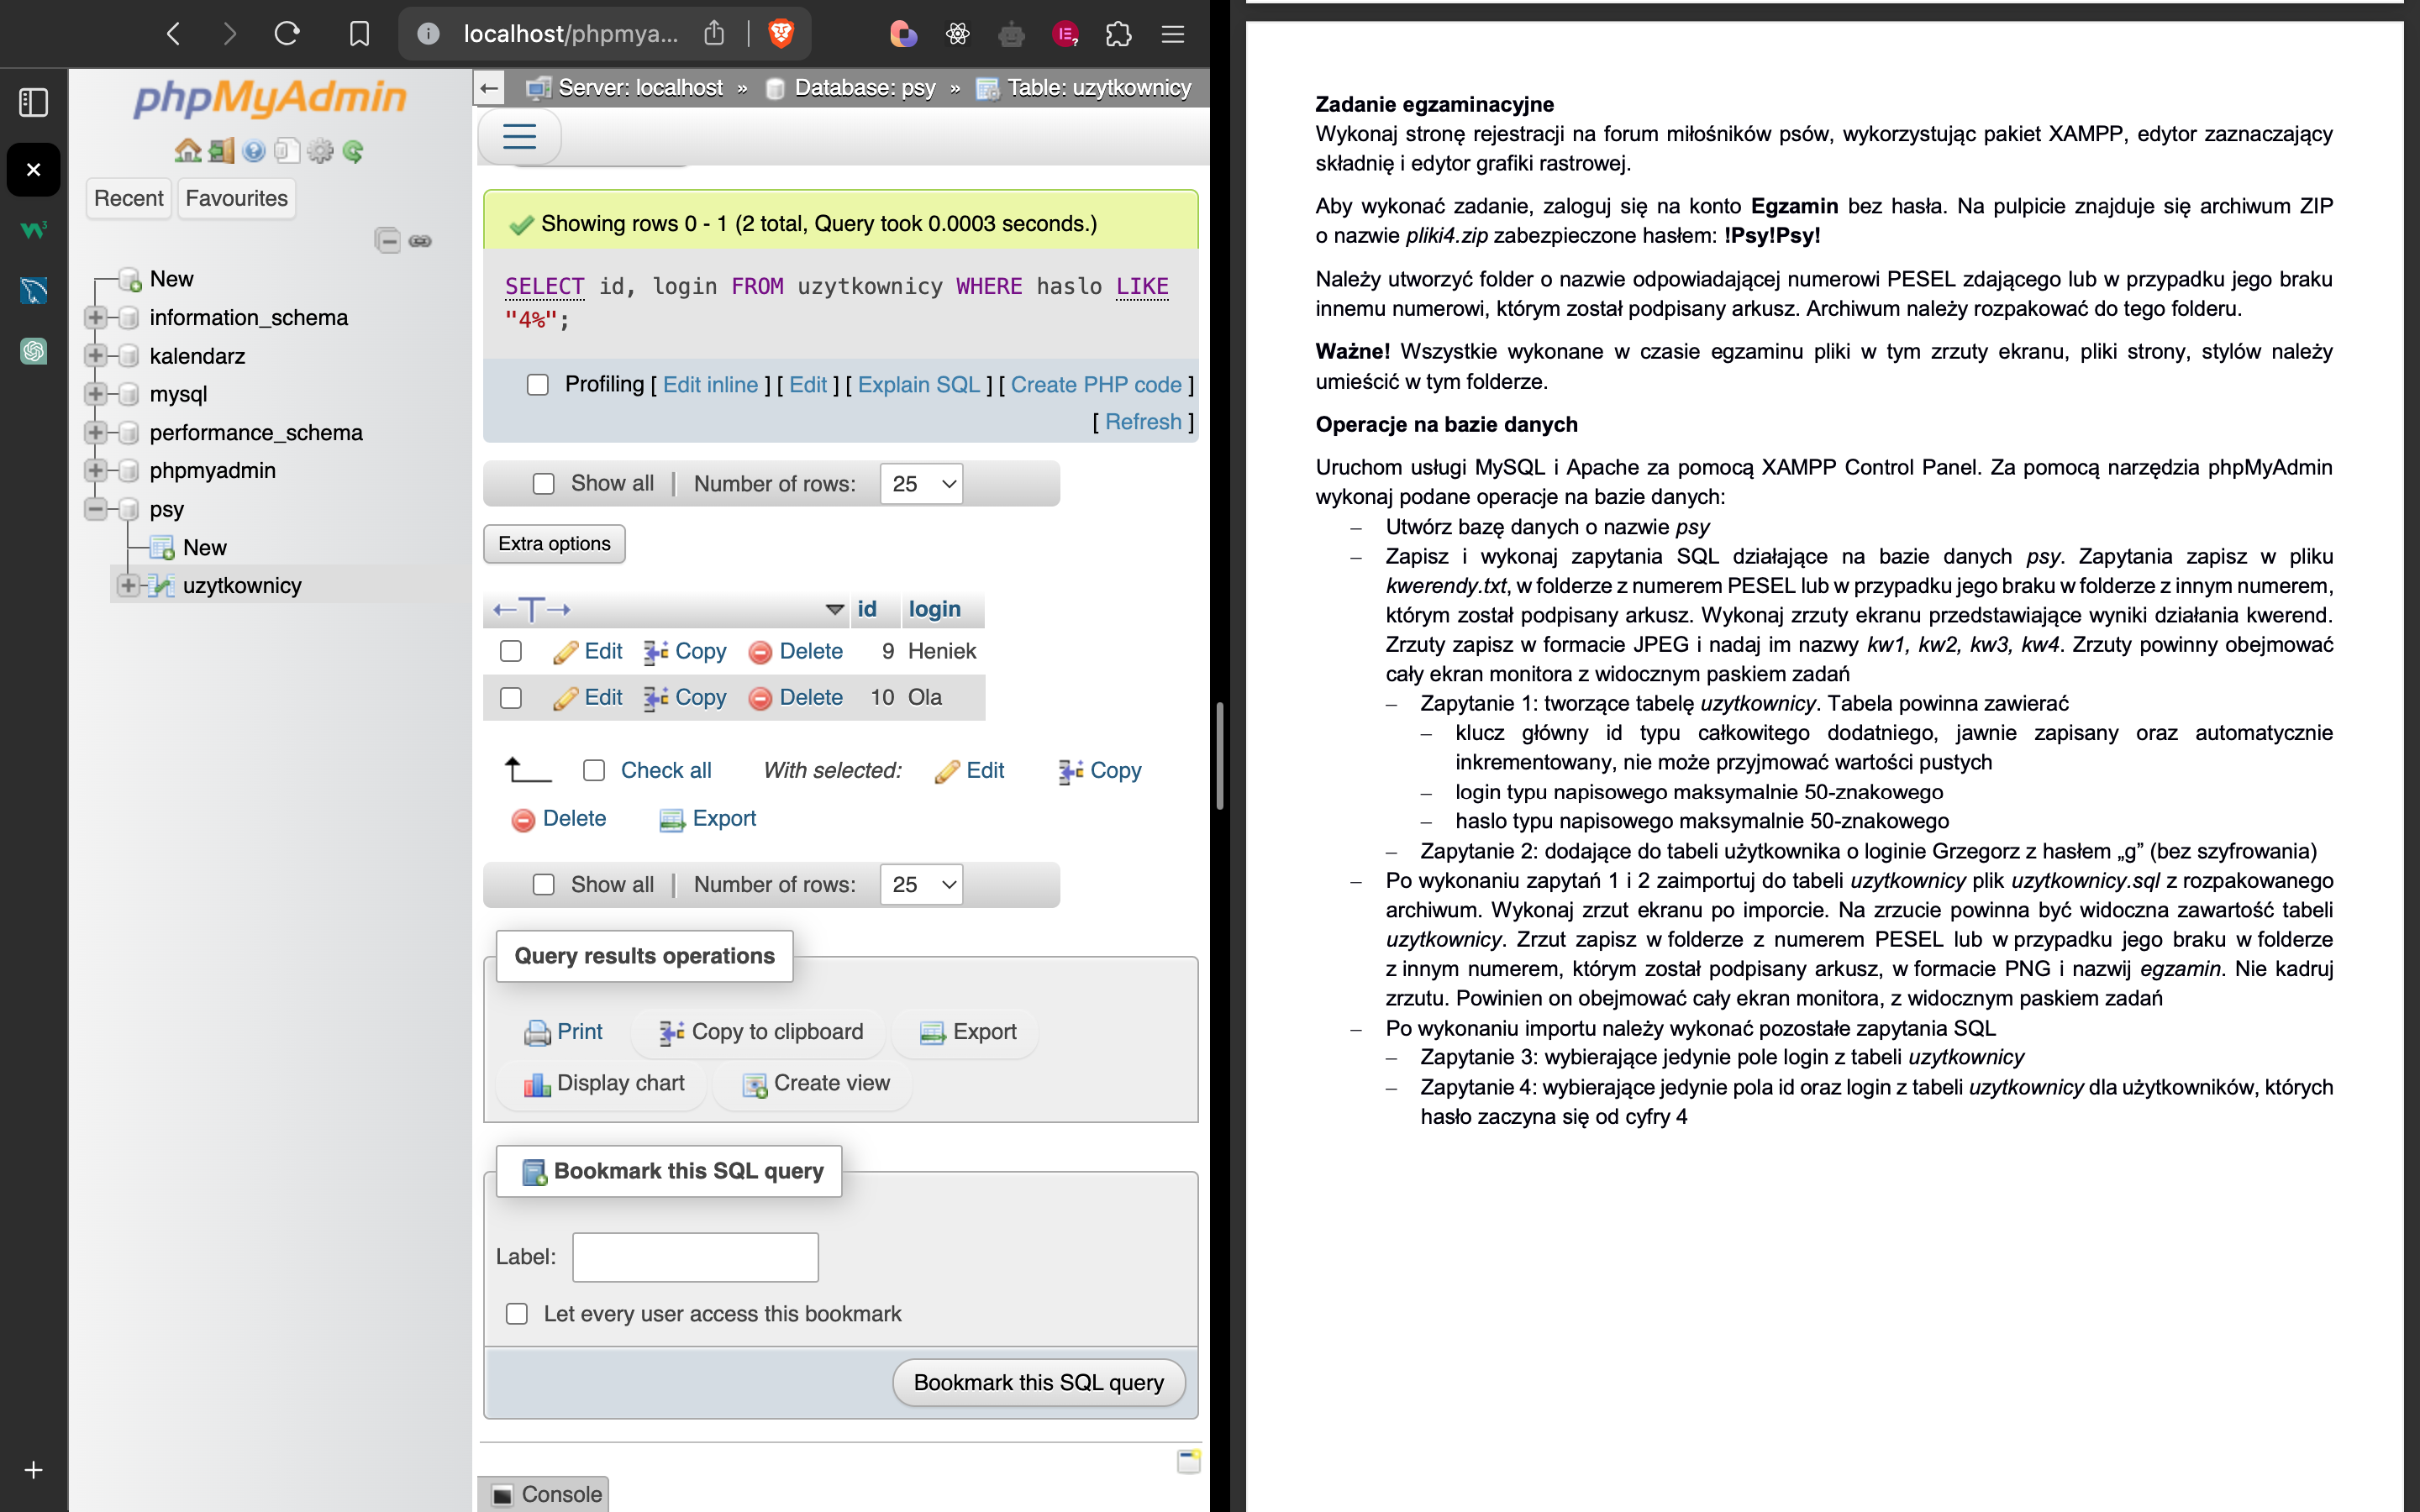 localhost/phpmya...
phpMyAdmin
Recent
Favourites
New
information_schema
kalendarz
mysql
performance_schema
phpmyadmin
psy
New
uzytkownicy
Server: localhost » Database: psy » Table: uzytkownicy
Showing rows 0 - 1 (2 total, Query took 0.0003 seconds.)
SELECT id, login FROM uzytkownicy WHERE haslo LIKE
"4%";
Profiling [ Edit inline ] [ Edit ] [ Explain SQL ] [ Create PHP code ]
[ Refresh ]
Show all | Number of rows: 25
Extra options
←T→ id login
Edit Copy Delete 9 Heniek
Edit Copy Delete 10 Ola
Check all With selected: Edit Copy
Delete Export
Show all | Number of rows: 25
Query results operations
Print Copy to clipboard Export
Display chart Create view
Bookmark this SQL query
Label:
Let every user access this bookmark
Bookmark this SQL query
Console
Zadanie egzaminacyjne
Wykonaj stronę rejestracji na forum miłośników psów, wykorzystując pakiet XAMPP, edytor zaznaczający
składnię i edytor grafiki rastrowej.
Aby wykonać zadanie, zaloguj się na konto Egzamin bez hasła. Na pulpicie znajduje się archiwum ZIP
o nazwie pliki4.zip zabezpieczone hasłem: !Psy!Psy!
Należy utworzyć folder o nazwie odpowiadającej numerowi PESEL zdającego lub w przypadku jego braku
innemu numerowi, którym został podpisany arkusz. Archiwum należy rozpakować do tego folderu.
Ważne! Wszystkie wykonane w czasie egzaminu pliki w tym zrzuty ekranu, pliki strony, stylów należy
umieścić w tym folderze.
Operacje na bazie danych
Uruchom usługi MySQL i Apache za pomocą XAMPP Control Panel. Za pomocą narzędzia phpMyAdmin
wykonaj podane operacje na bazie danych:
– Utwórz bazę danych o nazwie psy
– Zapisz i wykonaj zapytania SQL działające na bazie danych psy. Zapytania zapisz w pliku
kwerendy.txt, w folderze z numerem PESEL lub w przypadku jego braku w folderze z innym numerem,
którym został podpisany arkusz. Wykonaj zrzuty ekranu przedstawiające wyniki działania kwerend.
Zrzuty zapisz w formacie JPEG i nadaj im nazwy kw1, kw2, kw3, kw4. Zrzuty powinny obejmować
cały ekran monitora z widocznym paskiem zadań
– Zapytanie 1: tworzące tabelę uzytkownicy. Tabela powinna zawierać
– klucz główny id typu całkowitego dodatniego, jawnie zapisany oraz automatycznie
inkrementowany, nie może przyjmować wartości pustych
– login typu napisowego maksymalnie 50-znakowego
– haslo typu napisowego maksymalnie 50-znakowego
– Zapytanie 2: dodające do tabeli użytkownika o loginie Grzegorz z hasłem „g” (bez szyfrowania)
– Po wykonaniu zapytań 1 i 2 zaimportuj do tabeli uzytkownicy plik uzytkownicy.sql z rozpakowanego
archiwum. Wykonaj zrzut ekranu po imporcie. Na zrzucie powinna być widoczna zawartość tabeli
uzytkownicy. Zrzut zapisz w folderze z numerem PESEL lub w przypadku jego braku w folderze
z innym numerem, którym został podpisany arkusz, w formacie PNG i nazwij egzamin. Nie kadruj
zrzutu. Powinien on obejmować cały ekran monitora, z widocznym paskiem zadań
– Po wykonaniu importu należy wykonać pozostałe zapytania SQL
– Zapytanie 3: wybierające jedynie pole login z tabeli uzytkownicy
– Zapytanie 4: wybierające jedynie pola id oraz login z tabeli uzytkownicy dla użytkowników, których
hasło zaczyna się od cyfry 4